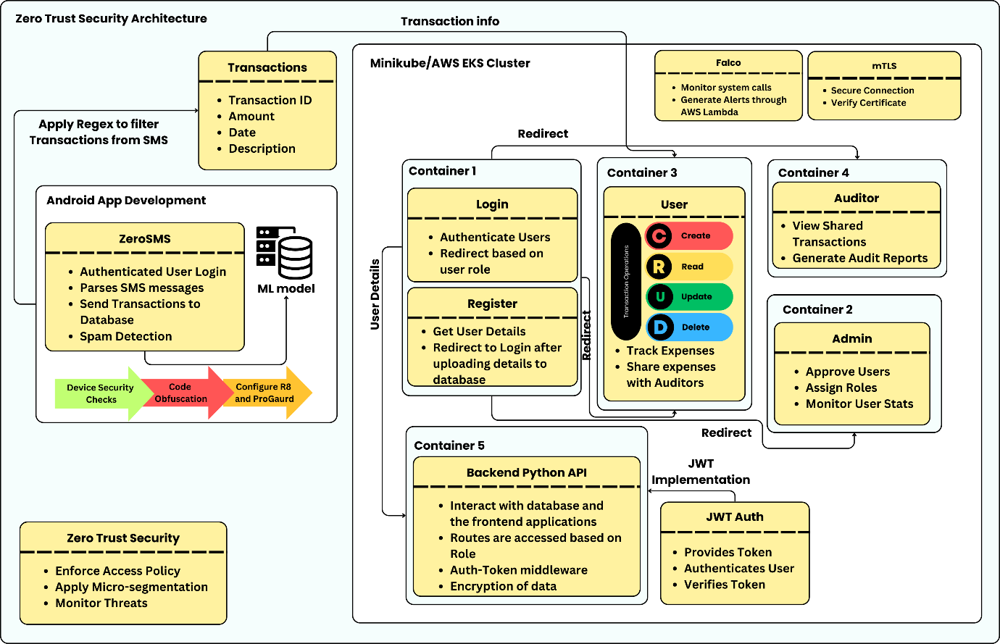 Zero Trust Security Architecture
Transaction info
Transactions
• Transaction ID
• Amount
• Date
• Description
Apply Regex to filter
Transactions from SMS
Android App Development
ZeroSMS
• Authenticated User Login
• Parses SMS messages
• Send Transactions to
Database
• Spam Detection
ML model
Device Security
Checks
Code
Obfuscation
Configure R8
and ProGaurd
Zero Trust Security
• Enforce Access Policy
• Apply Micro-segmentation
• Monitor Threats
Minikube/AWS EKS Cluster
Falco
• Monitor system calls
• Generate Alerts through
AWS Lambda
mTLS
• Secure Connection
• Verify Certificate
Redirect
Container 1
Login
• Authenticate Users
• Redirect based on
user role
Register
• Get User Details
• Redirect to Login after
uploading details to
database
User Details
Redirect
Container 3
User
Transaction Operations
C Create
R Read
U Update
D Delete
• Track Expenses
• Share expenses
with Auditors
Container 4
Auditor
• View Shared
Transactions
• Generate Audit Reports
Container 2
Admin
• Approve Users
• Assign Roles
• Monitor User Stats
Redirect
Container 5
Backend Python API
• Interact with database and
the frontend applications
• Routes are accessed based on
Role
• Auth-Token middleware
• Encryption of data
JWT
Implementation
JWT Auth
• Provides Token
• Authenticates User
• Verifies Token